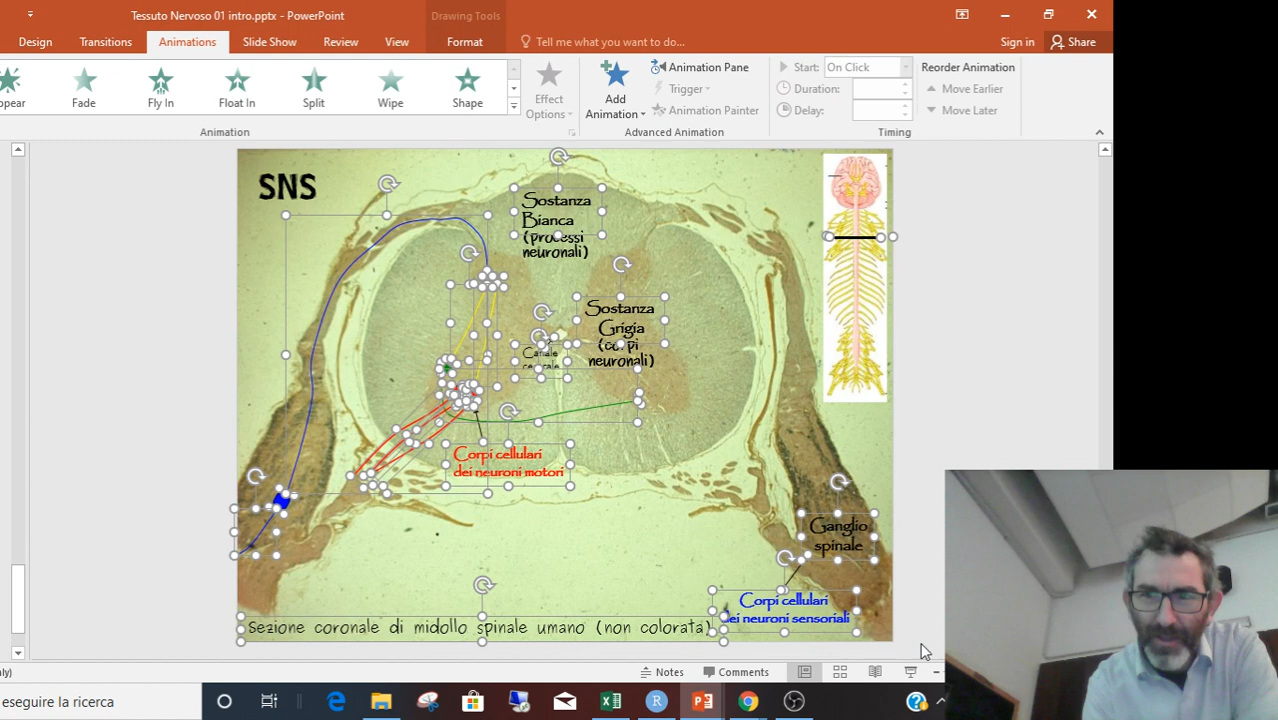 Tessuto Nervoso 01 intro.pptx - PowerPoint
Drawing Tools
Design
Transitions
Animations
Slide Show
Review
View
Format
Tell me what you want to do...
Sign in
Share
Fade
Fly In
Float In
Split
Wipe
Shape
Effect
Options
Add
Animation
Animation Pane
Trigger
Animation Painter
Start:
On Click
Duration:
Delay:
Reorder Animation
Move Earlier
Move Later
Animation
Advanced Animation
Timing
SNS
Sostanza
Bianca
(processi
neuronali)
Sostanza
Grigia
(corpi
neuronali)
Canale
centrale
Corpi cellulari
dei neuroni motori
Ganglio
spinale
Corpi cellulari
dei neuroni sensoriali
Sezione coronale di midollo spinale umano (non colorata)
Notes
Comments
eseguire la ricerca